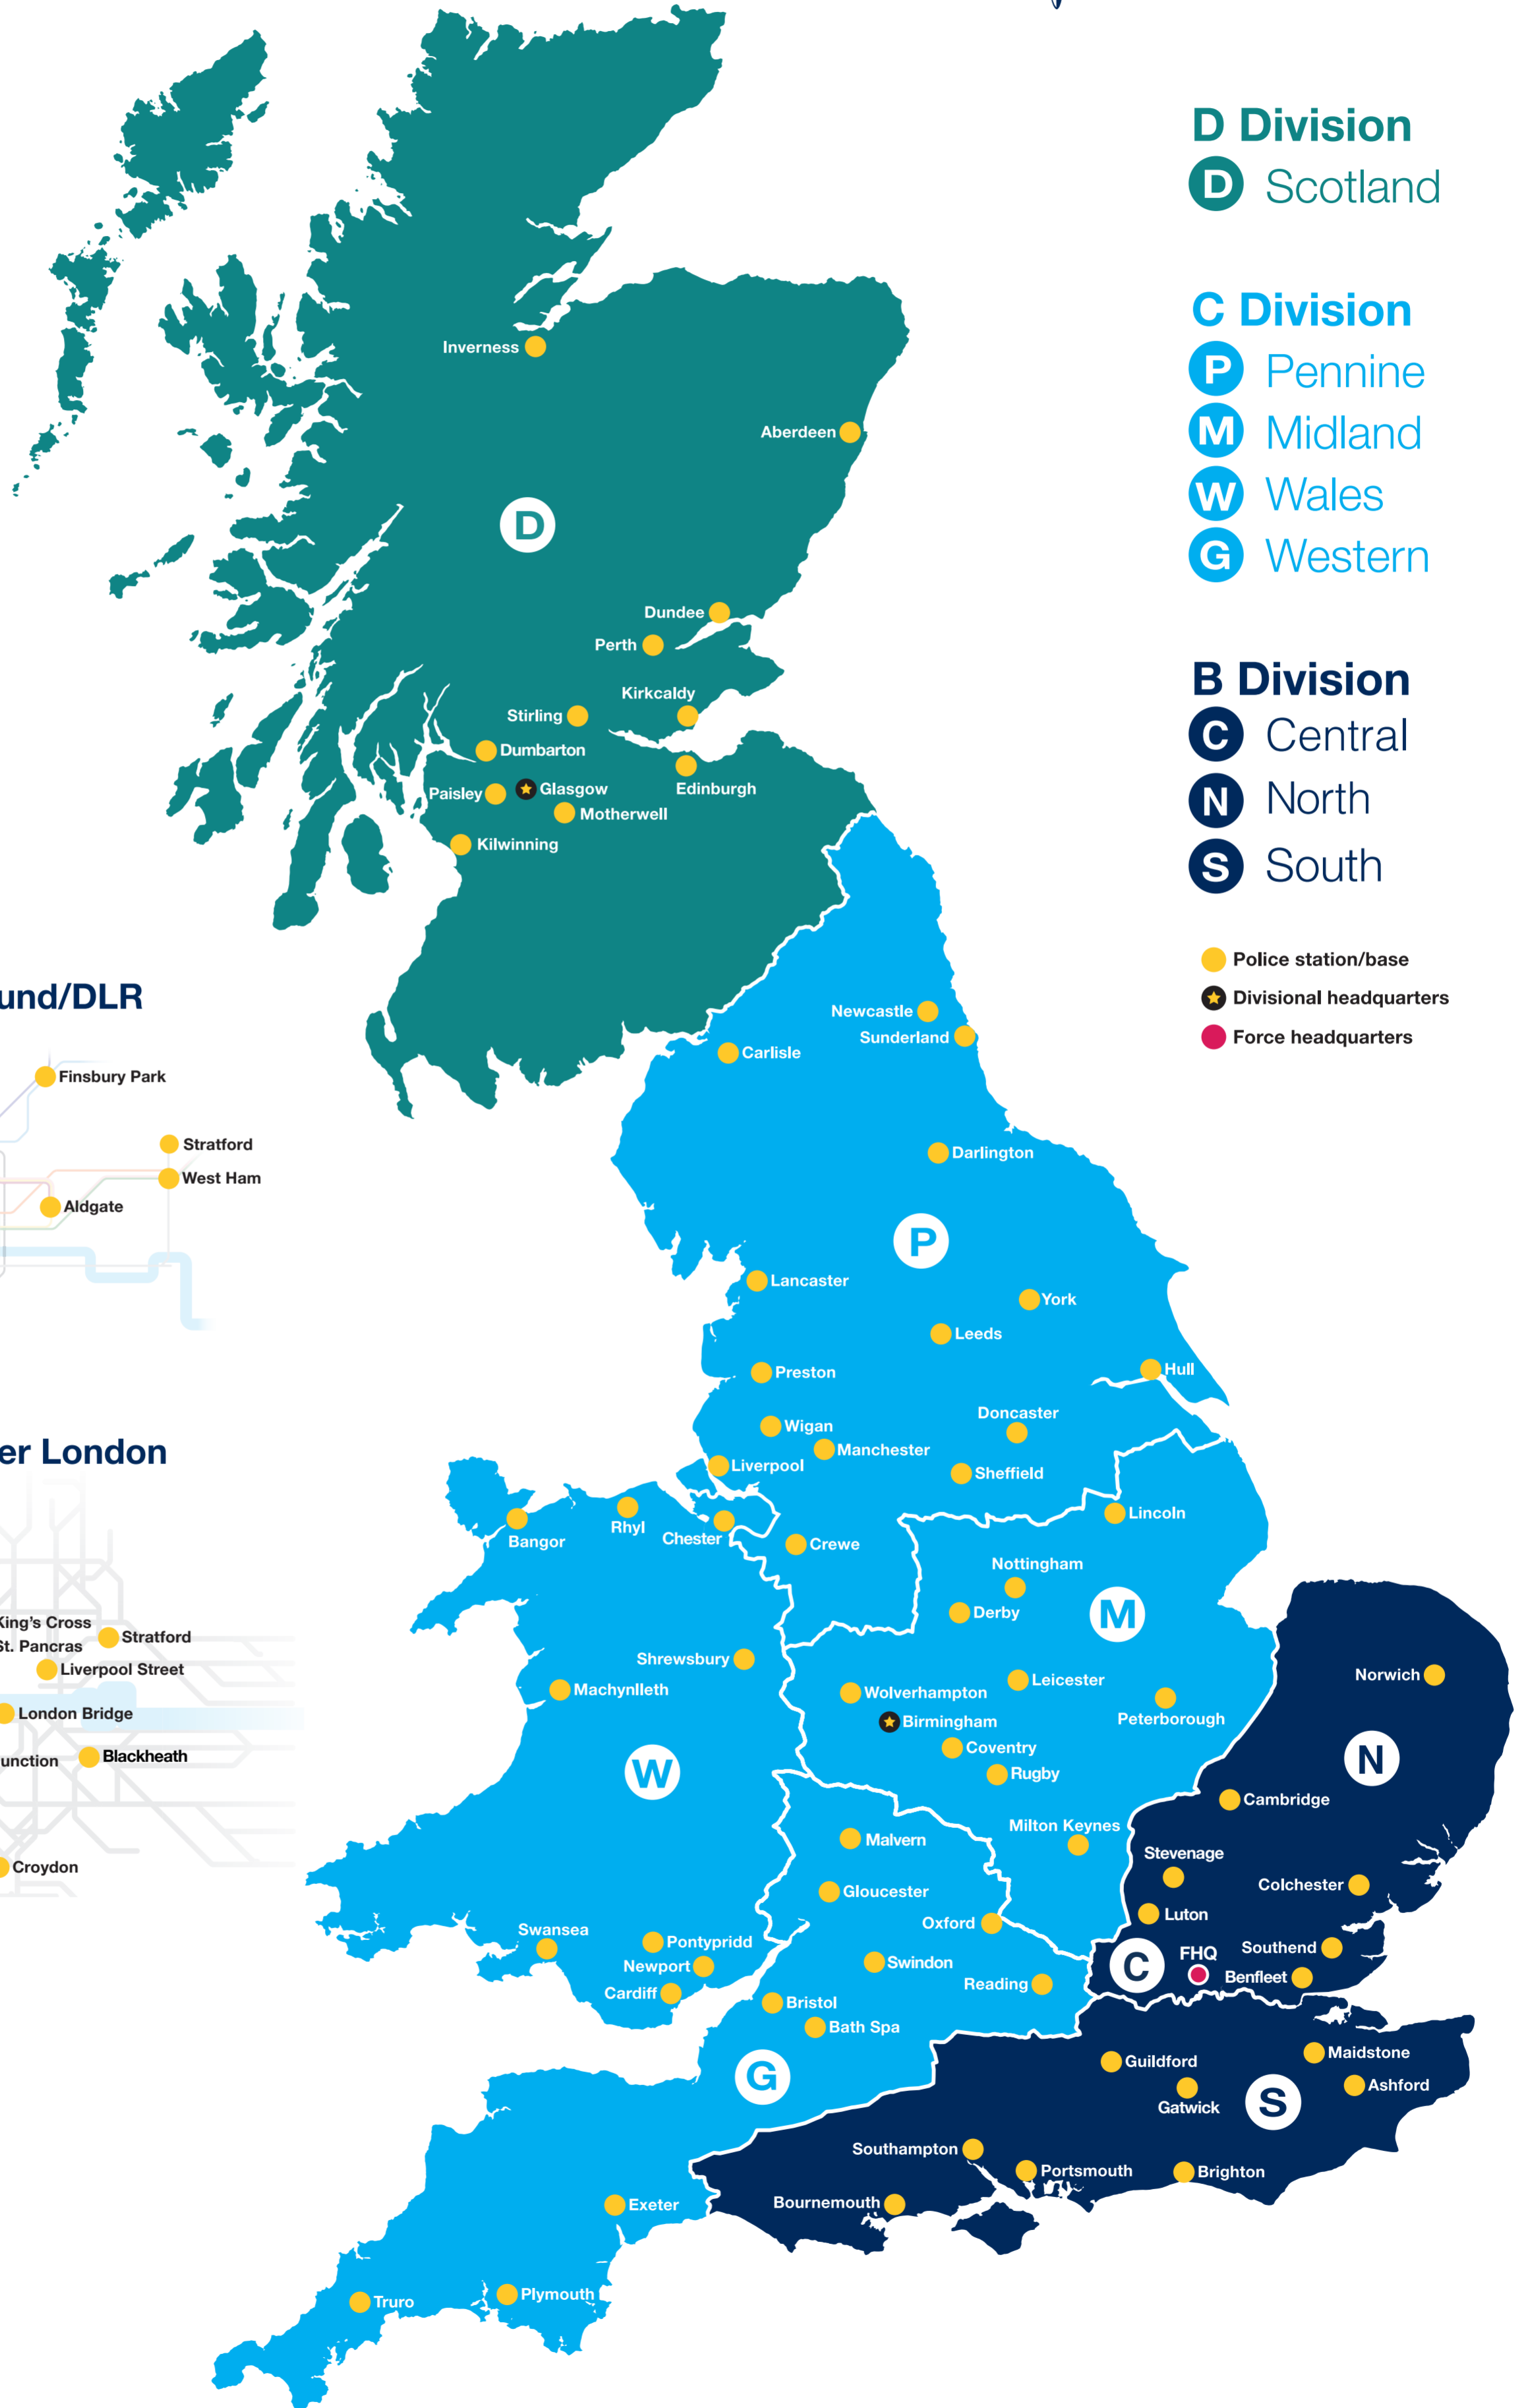 D Division
D Scotland
C Division
P Pennine
M Midland
W Wales
G Western
B Division
C Central
N North
S South
Police station/base
Divisional headquarters
Force headquarters
Inverness
Aberdeen
D
Dundee
Perth
Kirkcaldy
Stirling
Dumbarton
Edinburgh
Paisley
Glasgow
Motherwell
Kilwinning
Newcastle
Sunderland
Carlisle
Darlington
P
Lancaster
York
Leeds
Preston
Hull
Doncaster
Wigan
Manchester
Liverpool
Sheffield
Lincoln
Bangor
Rhyl
Chester
Crewe
Nottingham
Derby
M
Shrewsbury
Machynlleth
Leicester
Wolverhampton
Peterborough
Birmingham
Coventry
Rugby
W
Norwich
N
Cambridge
Milton Keynes
Malvern
Stevenage
Colchester
Gloucester
Luton
Oxford
Swansea
Pontypridd
Newport
Cardiff
Swindon
Reading
C
FHQ
Southend
Benfleet
Bristol
Bath Spa
G
Guildford
Maidstone
Gatwick
Ashford
S
Southampton
Portsmouth
Brighton
Bournemouth
Exeter
Plymouth
Truro
und/DLR
Finsbury Park
Stratford
West Ham
Aldgate
er London
King's Cross
St. Pancras
Stratford
Liverpool Street
London Bridge
unction
Blackheath
Croydon